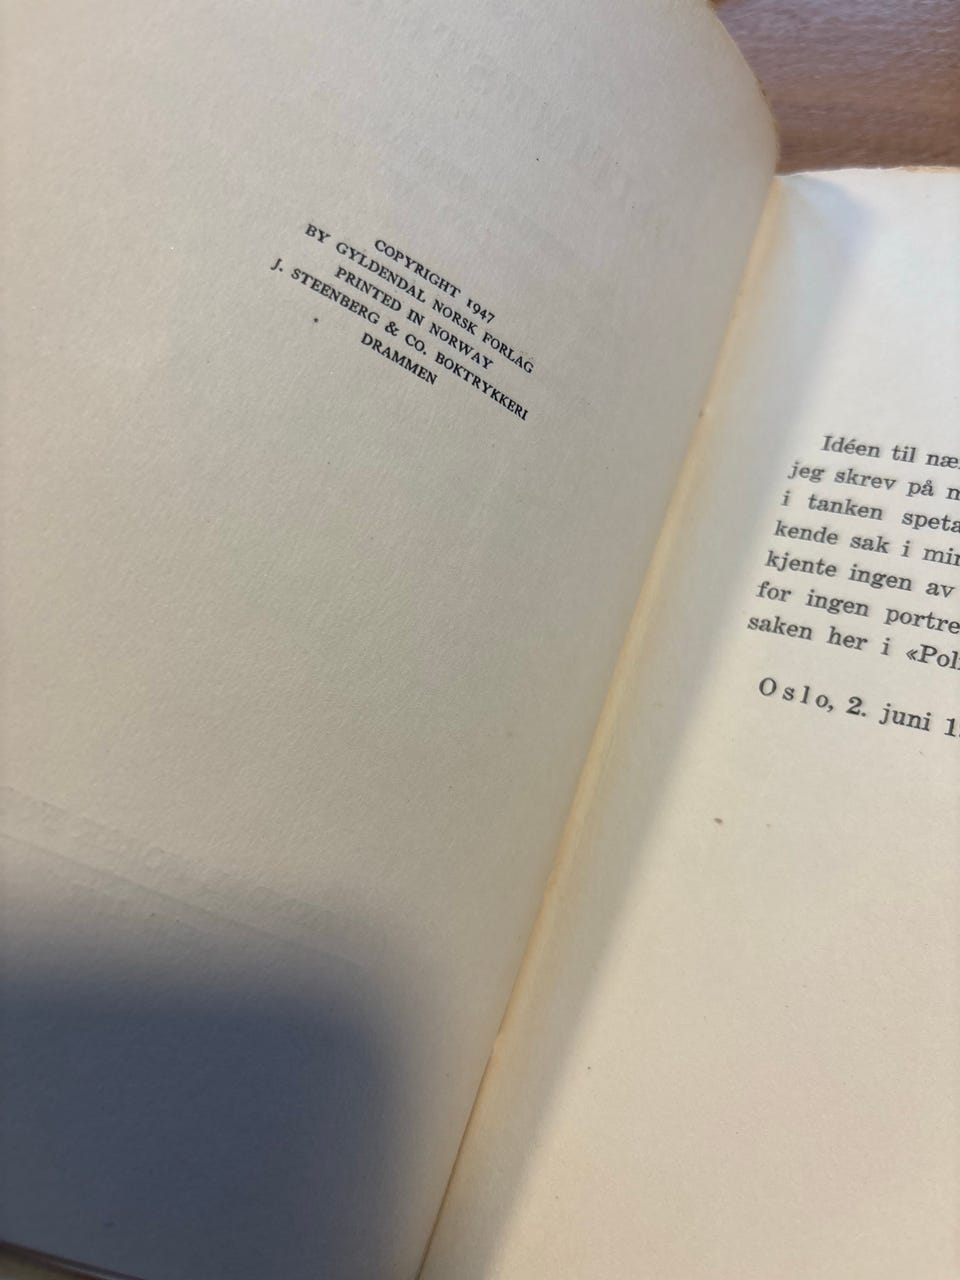 COPYRIGHT 1947
BY GYLDENDAL NORSK FORLAG
PRINTED IN NORWAY
J. STEENBERG & CO. BOKTRYKKERI
DRAMMEN
Idéen til
jeg skrev på
i tanken
kende sak i
kjente ingen av
for ingen
saken her i
Oslo, 2. juni